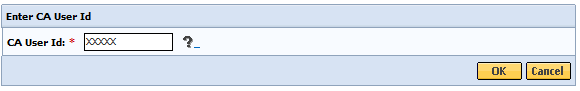 Enter CA User Id
CA User Id: * XXXXX ?
OK Cancel